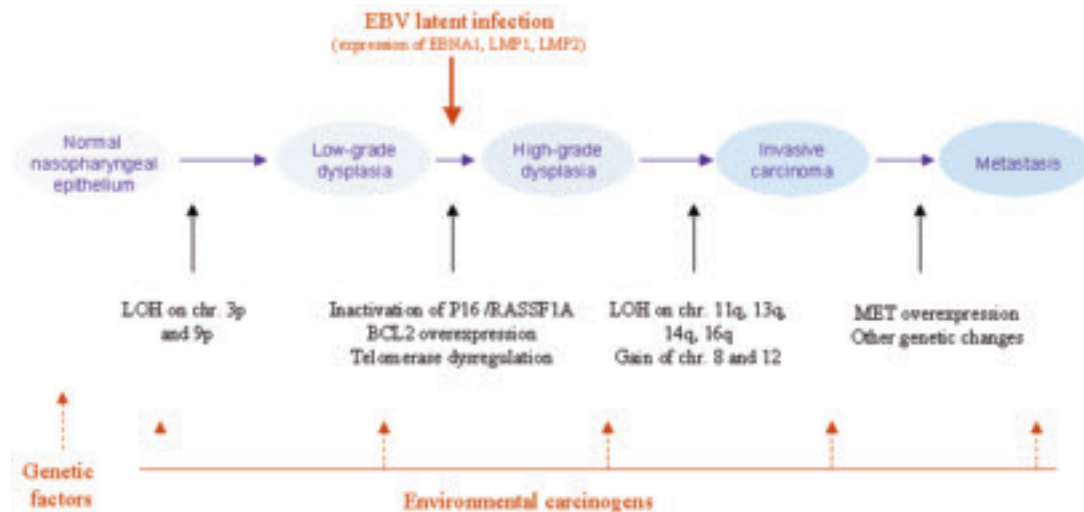 EBV latent infection
(expression of EBNA1, LMP1, LMP2)
Normal
nasopharyngeal
epithelium
Low-grade
dysplasia
High-grade
dysplasia
Invasive
carcinoma
Metastasis
LOH on chr. 3p
and 9p
Inactivation of P16 /RASSF1A
BCL2 overexpression
Telomerase dysregulation
LOH on chr. 11q, 13q,
14q, 16q
Gain of chr. 8 and 12
MET overexpression
Other genetic changes
Genetic
factors
Environmental carcinogens